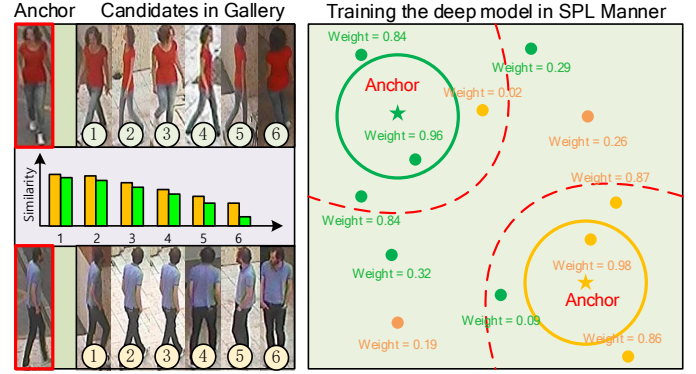 Anchor Candidates in Gallery
1 2 3 4 5 6
Similarity
1 2 3 4 5 6
1 2 3 4 5 6
Training the deep model in SPL Manner
Weight = 0.84
Weight = 0.29
Anchor
Weight = 0.02
Weight = 0.96
Weight = 0.26
Weight = 0.87
Weight = 0.84
Weight = 0.32
Weight = 0.98
Anchor
Weight = 0.09
Weight = 0.19
Weight = 0.86